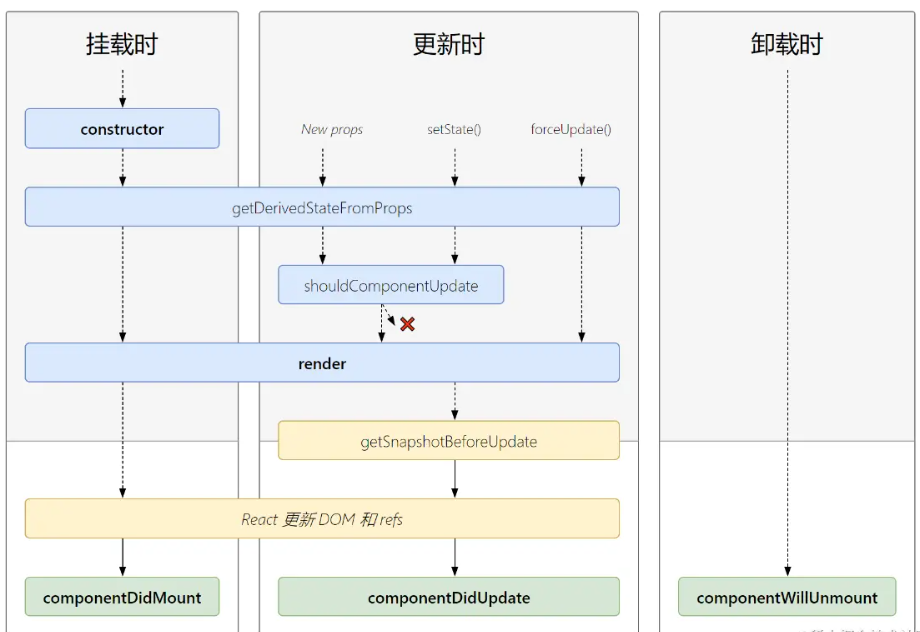 挂载时
更新时
卸载时
constructor
New props
setState()
forceUpdate()
getDerivedStateFromProps
shouldComponentUpdate
render
getSnapshotBeforeUpdate
React 更新 DOM 和 refs
componentDidMount
componentDidUpdate
componentWillUnmount